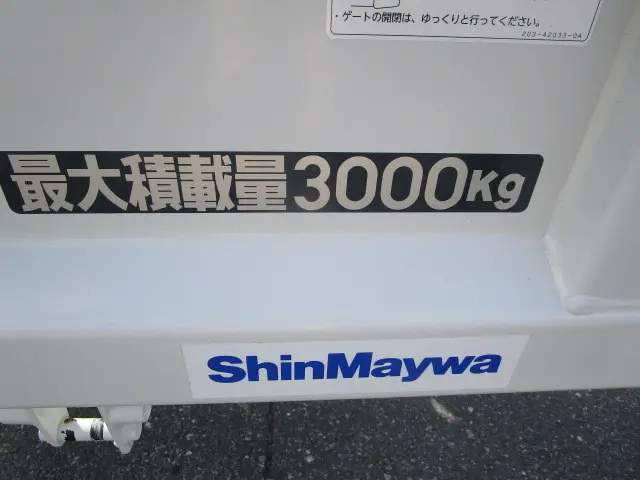 ・ゲートの開閉は、ゆっくりと行ってください。
203-42033-0A
最大積載量3000Kg
ShinMaywa